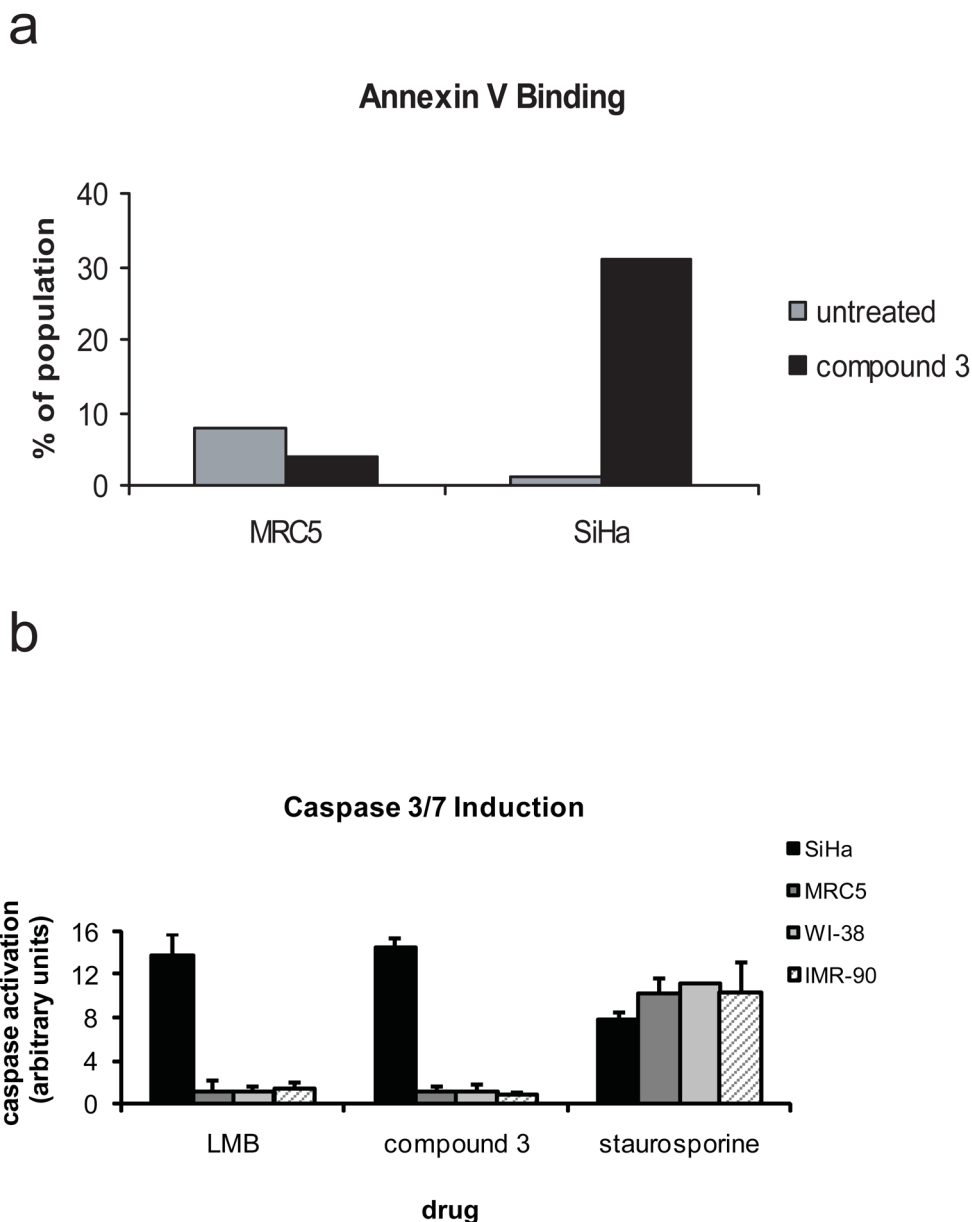 a
Annexin V Binding
% of population
40
30
20
10
0
MRC5
SiHa
untreated
compound 3
b
Caspase 3/7 Induction
caspase activation
(arbitrary units)
16
12
8
4
0
LMB
compound 3
staurosporine
drug
SiHa
MRC5
WI-38
IMR-90